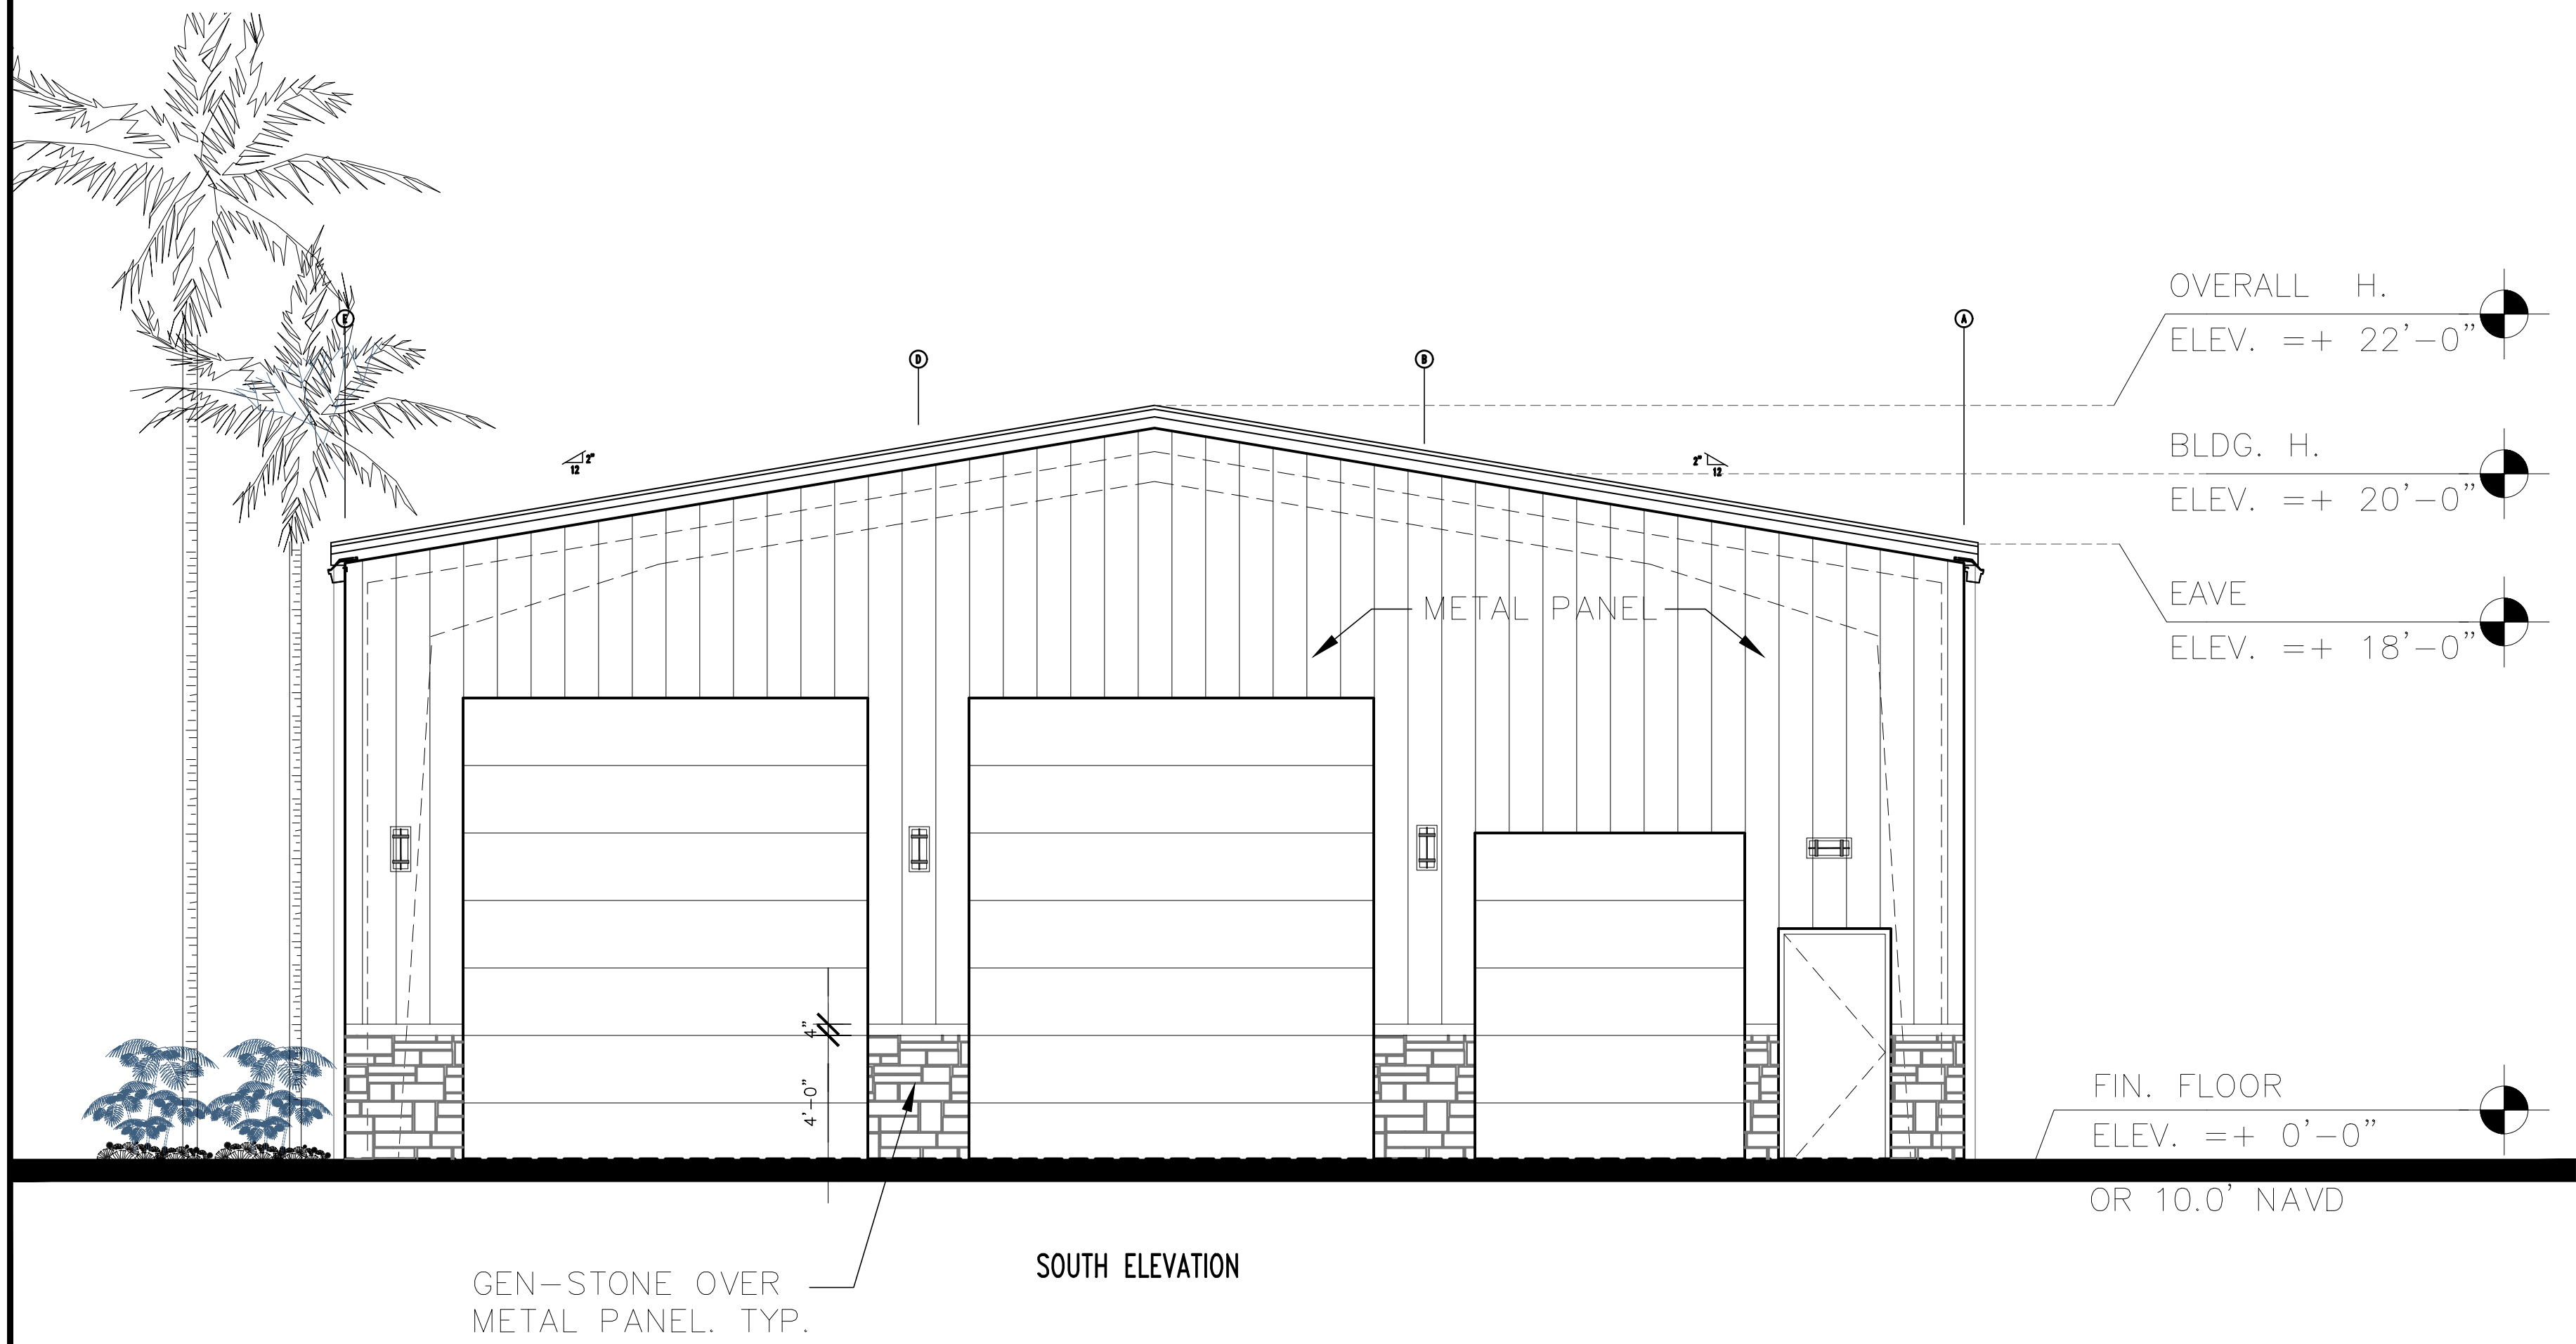 OVERALL H.
ELEV. =+ 22'-0"
E
A
D
B
BLDG. H.
ELEV. =+ 20'-0"
2"
12
2"
12
EAVE
ELEV. =+ 18'-0"
METAL PANEL
4"
4'-0"
FIN. FLOOR
ELEV. =+ 0'-0"
OR 10.0' NAVD
SOUTH ELEVATION
GEN-STONE OVER
METAL PANEL. TYP.